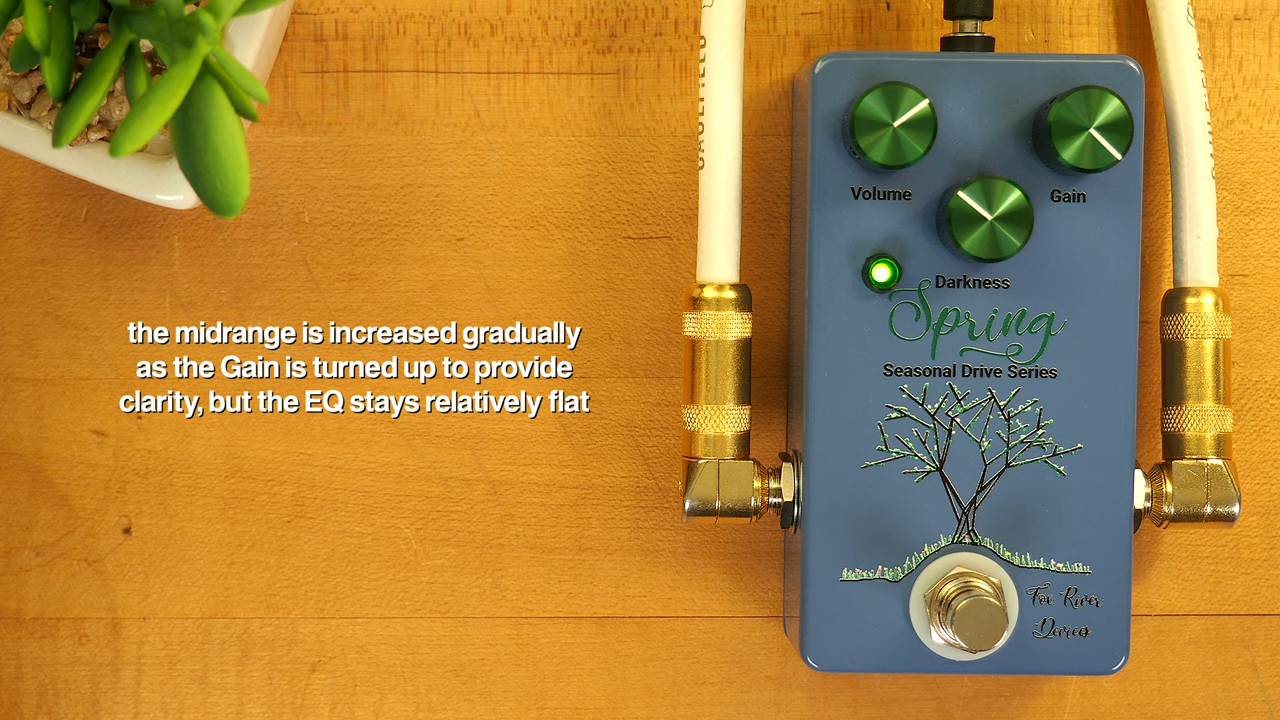 the midrange is increased gradually
as the Gain is turned up to provide
clarity, but the EQ stays relatively flat
Volume
Gain
Darkness
Spring
Seasonal Drive Series
Fox River